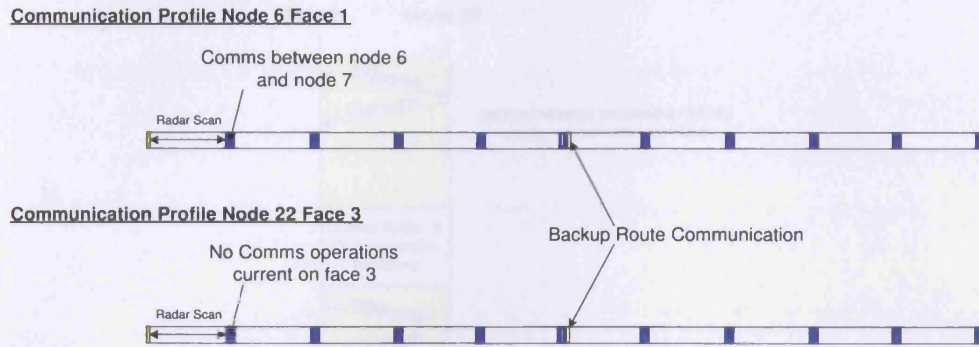 Communication Profile Node 6 Face 1
Comms between node 6
and node 7
Radar Scan
Communication Profile Node 22 Face 3
Backup Route Communication
No Comms operations
current on face 3
Radar Scan